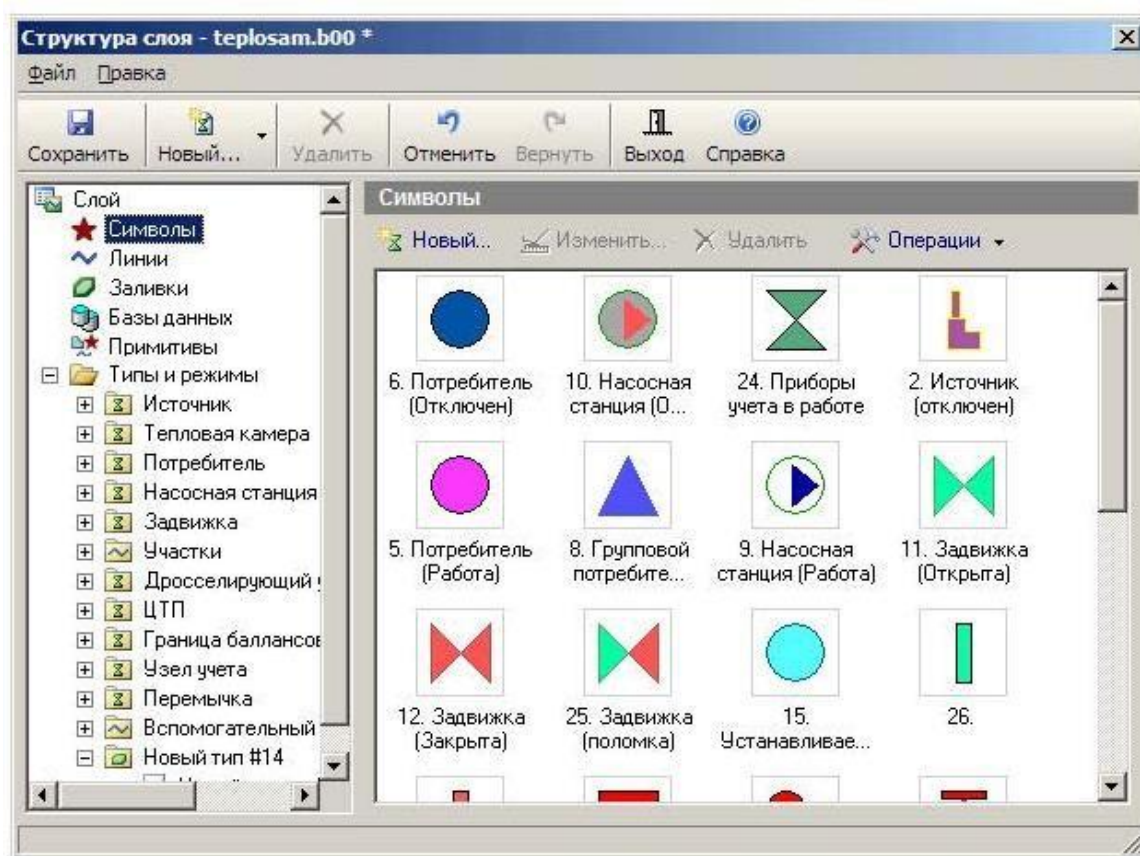 Структура слоя - teplosam.b00 *
Файл Правка
Сохранить Новый... Удалить Отменить Вернуть Выход Справка
Слой
Символы
Линии
Заливки
Базы данных
Примитивы
Типы и режимы
Источник
Тепловая камера
Потребитель
Насосная станция
Задвижка
Участки
Дросселирующий
ЦТП
Граница баллансов
Узел учета
Перемычка
Вспомогательный
Новый тип #14
Символы
Новый... Изменить... Удалить Операции
6. Потребитель
(Отключен)
10. Насосная
станция (О...
24. Приборы
учета в работе
2. Источник
(отключен)
5. Потребитель
(Работа)
8. Групповой
потребите...
9. Насосная
станция (Работа)
11. Задвижка
(Открыта)
12. Задвижка
(Закрыта)
25. Задвижка
(поломка)
15.
Устанавливае...
26.